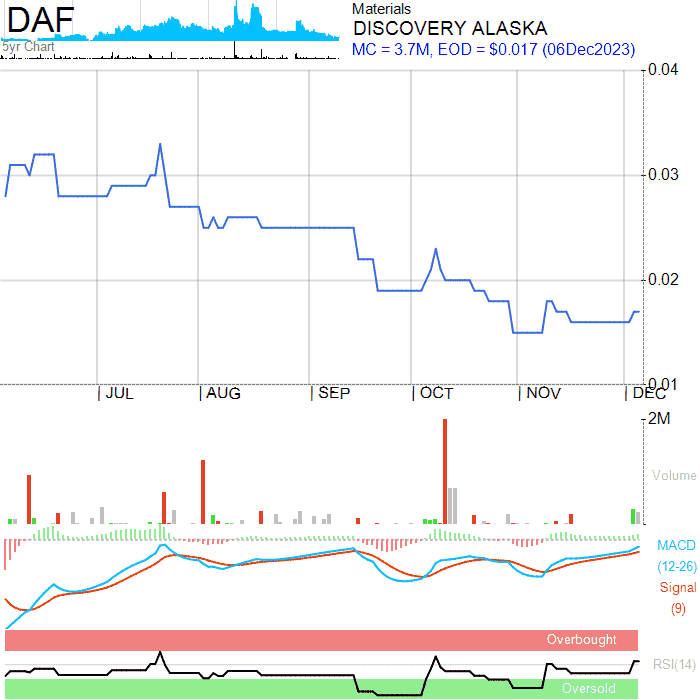 DAF
5yr Chart
Materials
DISCOVERY ALASKA
MC = 3.7M, EOD = $0.017 (06Dec2023)
0.04
0.03
0.02
0.01
JUL
AUG
SEP
OCT
NOV
DEC
2M
Volume
MACD
(12-26)
Signal
(9)
Overbought
RSI(14)
Oversold